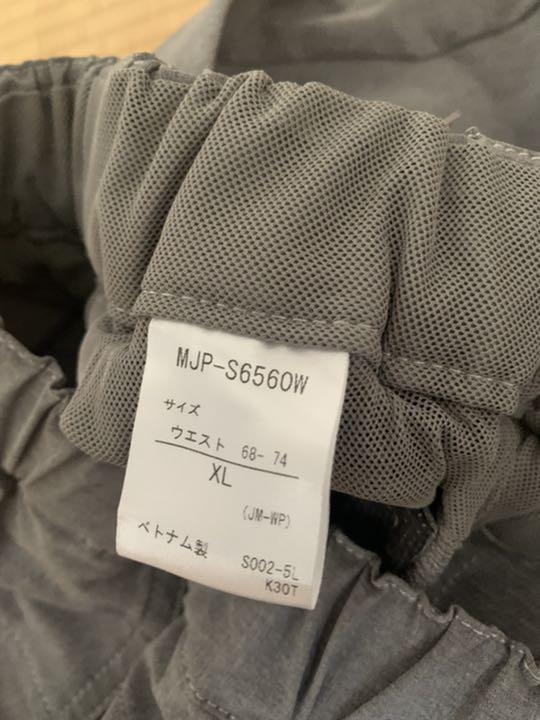 MJP-S6560W
サイズ
ウエスト 68- 74
XL
(JM-WP)
ベトナム製 S002-5L
K30T